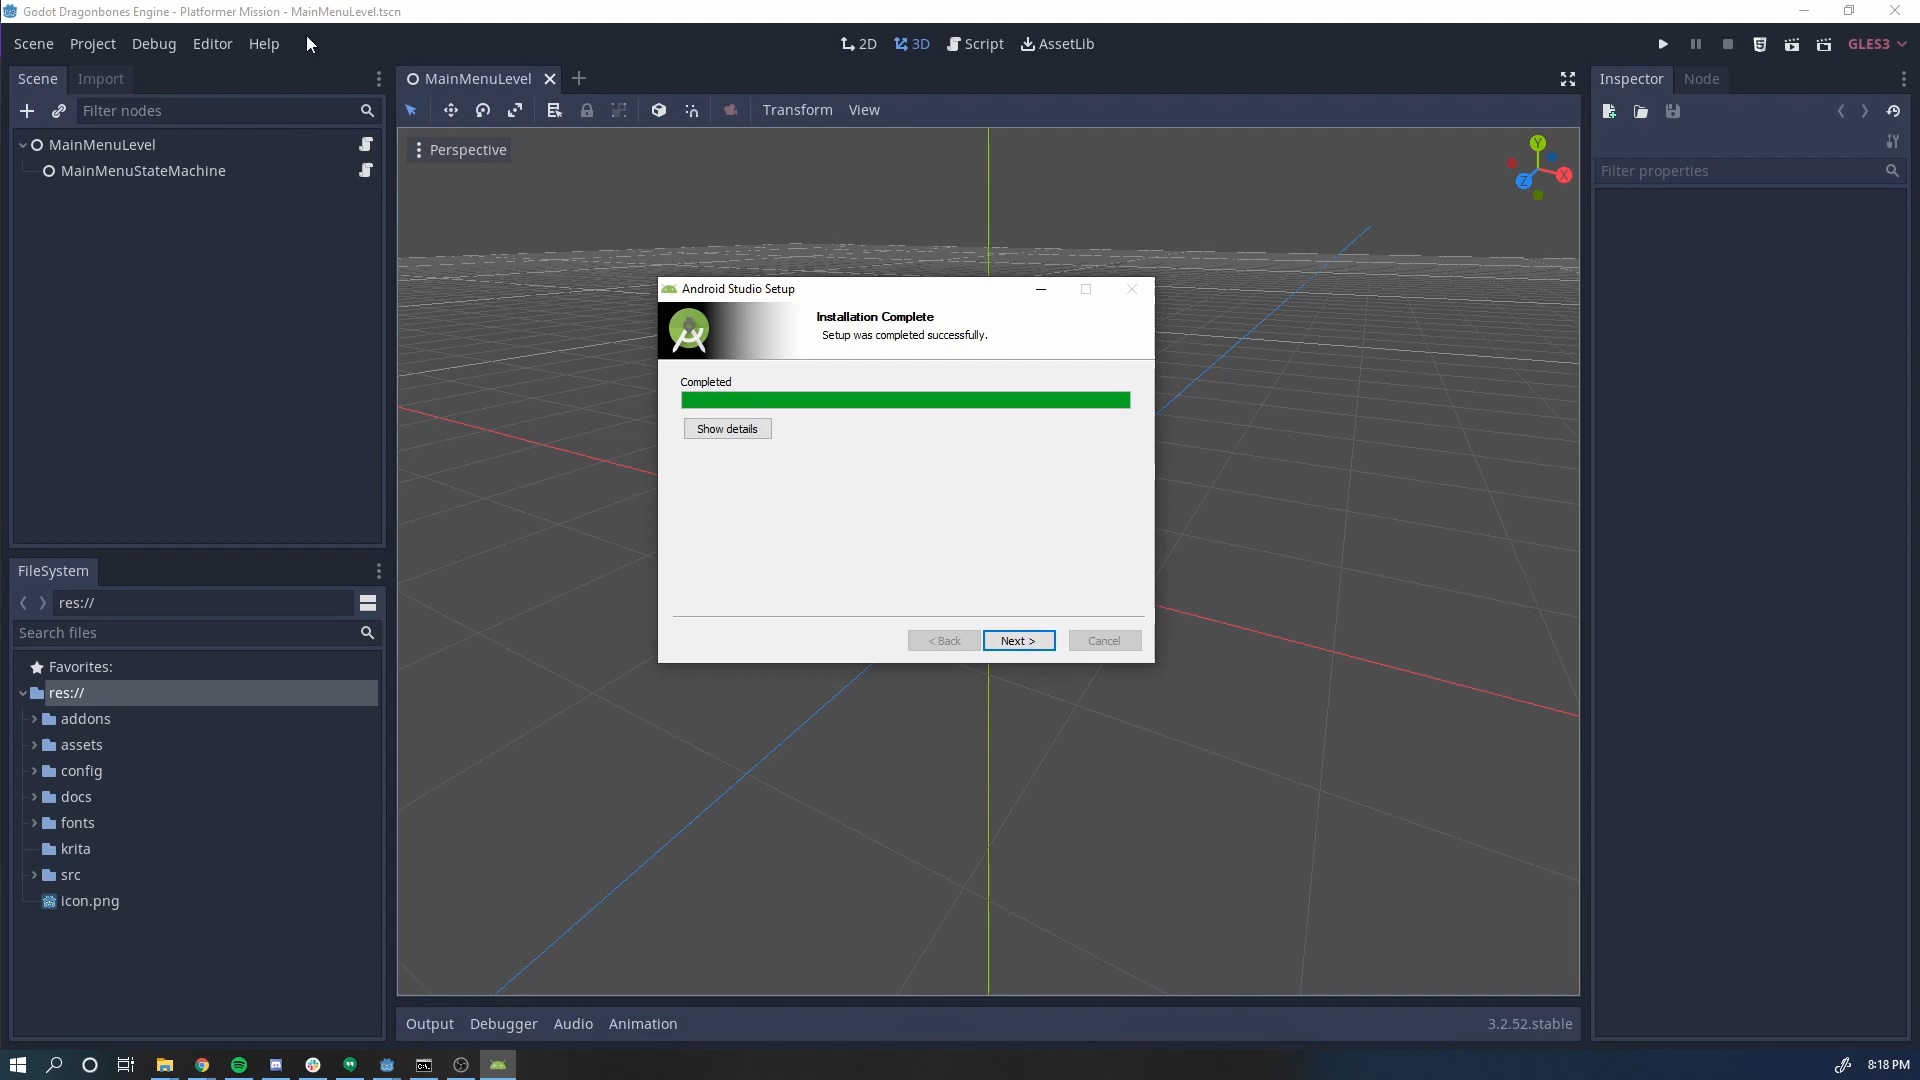 Godot Dragonbones Engine - Platformer Mission - MainMenuLevel.tscn
Scene Project Debug Editor Help
2D 3D Script AssetLib
GLES3
Scene Import
MainMenuLevel
Inspector Node
Filter nodes
Transform View
MainMenuLevel
MainMenuStateMachine
Perspective
Y
X
Z
Filter properties
Android Studio Setup
Installation Complete
Setup was completed successfully.
Completed
Show details
< Back Next > Cancel
FileSystem
res://
Search files
Favorites:
res://
addons
assets
config
docs
fonts
krita
src
icon.png
Output Debugger Audio Animation
3.2.52.stable
8:18 PM